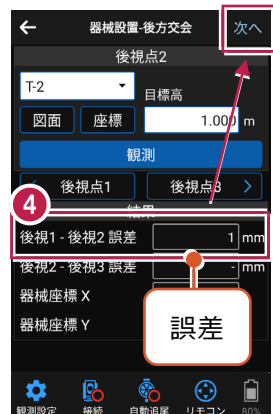 ← 器械設置-後方交会 次へ
後視点2
T-2
目標高
図面 座標 1.000 m
観測
< 後視点1 後視点3 >
4
結果
後視1 - 後視2 誤差 1 mm
後視2 - 後視3 誤差 - mm
器械座標 X
器械座標 Y
誤差
観測設定 接続 自動追尾 リモコン 80%